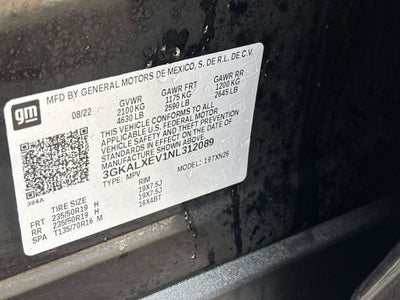 gm
MFD BY GENERAL MOTORS DE MEXICO, S. DE R.L. DE C.V.
08/22 GVWR GAWR FRT GAWR RR
2100 KG 1175 KG 1200 KG
4630 LB 2590 LB 2645 LB
THIS VEHICLE CONFORMS TO ALL
APPLICABLE U.S. FEDERAL MOTOR
VEHICLE SAFETY AND THEFT
PREVENTION STANDARDS IN
EFFECT ON THE DATE OF
MANUFACTURE SHOWN ABOVE.
3GKALXEV1NL312089
TYPE: MPV MODEL: 19TXN26
TIRE SIZE RIM
FRT 235/50R19 H 19X7.5J
RR 235/50R19 H 19X7.5J
SPA T135/70R16 M 16X4BT